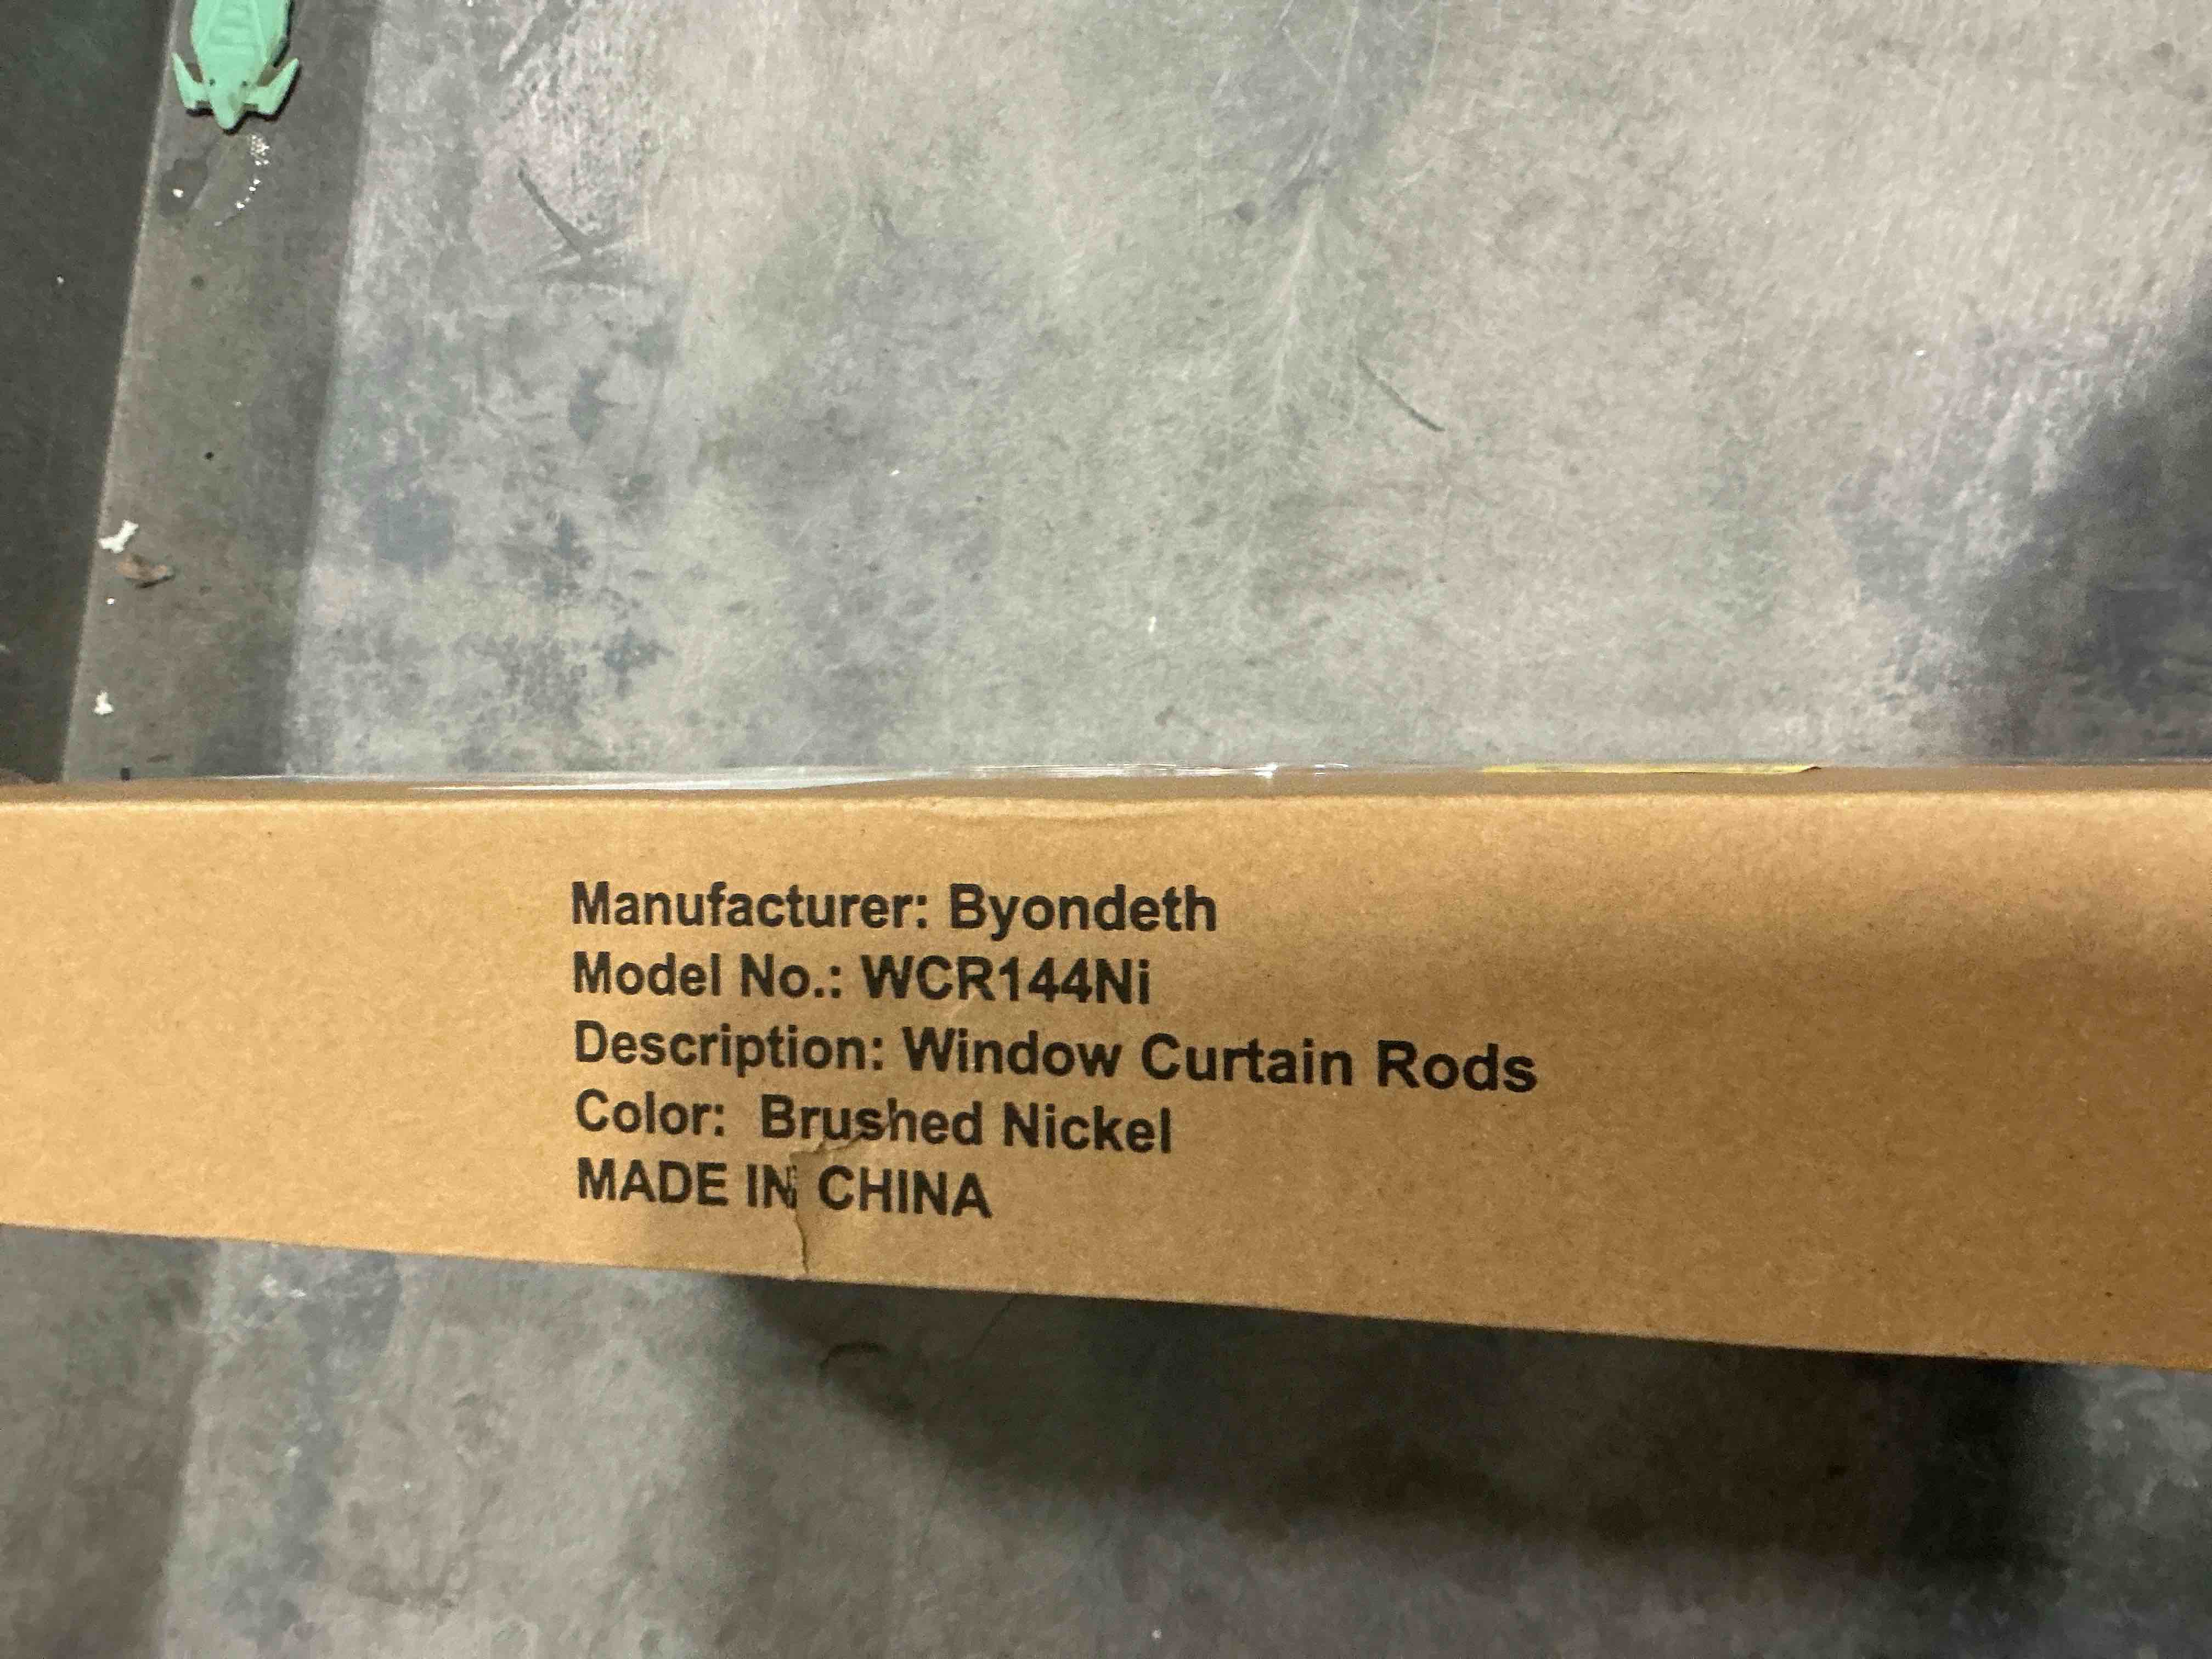 Manufacturer: Byondeth
Model No.: WCR144Ni
Description: Window Curtain Rods
Color: Brushed Nickel
MADE IN CHINA